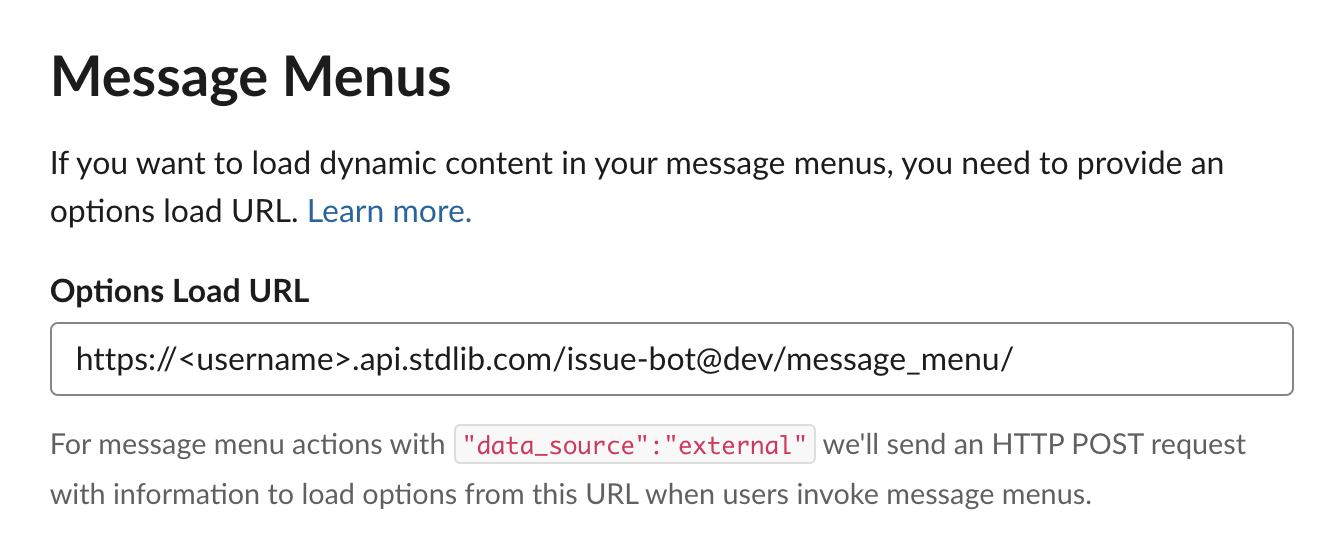 Message Menus
If you want to load dynamic content in your message menus, you need to provide an
options load URL. Learn more.
Options Load URL
https://<username>.api.stdlib.com/issue-bot@dev/message_menu/
For message menu actions with "data_source":"external" we'll send an HTTP POST request
with information to load options from this URL when users invoke message menus.